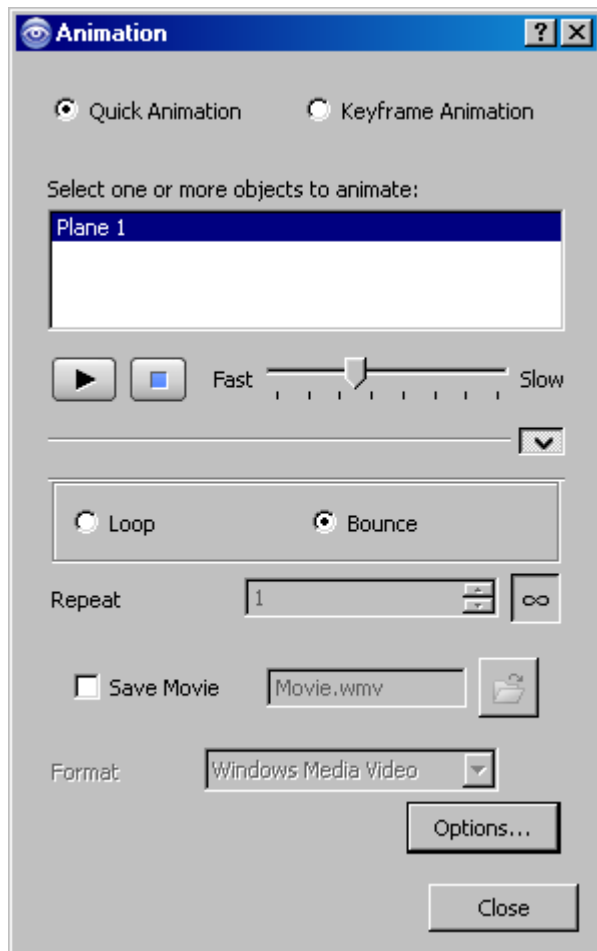 Animation
Quick Animation Keyframe Animation
Select one or more objects to animate:
Plane 1
Fast Slow
Loop Bounce
Repeat 1 ∞
Save Movie Movie.wmv
Format Windows Media Video
Options...
Close